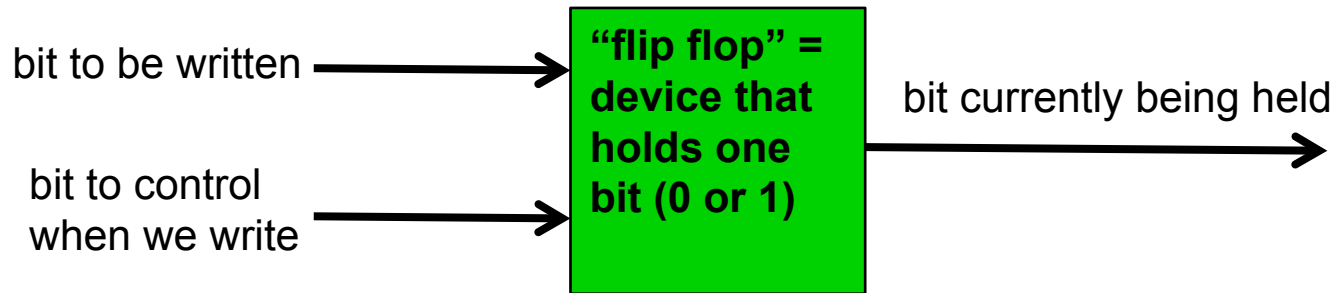 bit to be written
bit to control
when we write
“flip flop” =
device that
holds one
bit (0 or 1)
bit currently being held